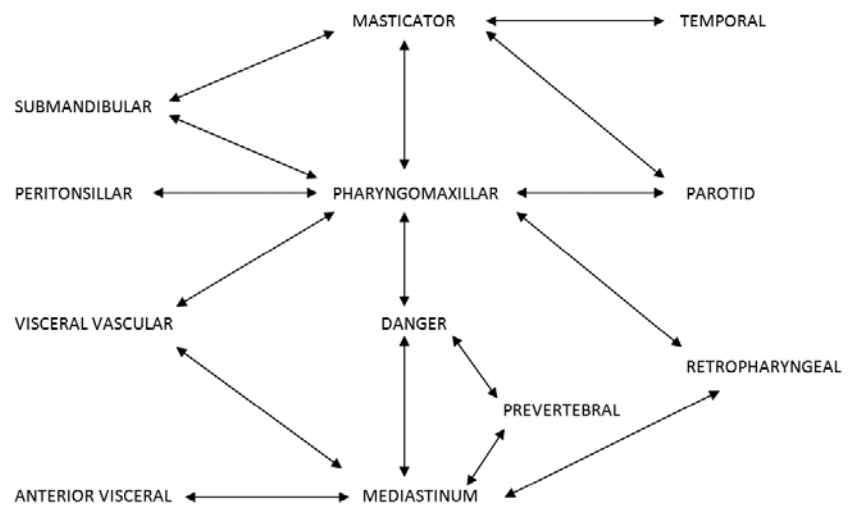 MASTICATOR
TEMPORAL
SUBMANDIBULAR
PERITONSILLAR
PHARYNGOMAXILLAR
PAROTID
VISCERAL VASCULAR
DANGER
RETROPHARYNGEAL
PREVERTEBRAL
ANTERIOR VISCERAL
MEDIASTINUM